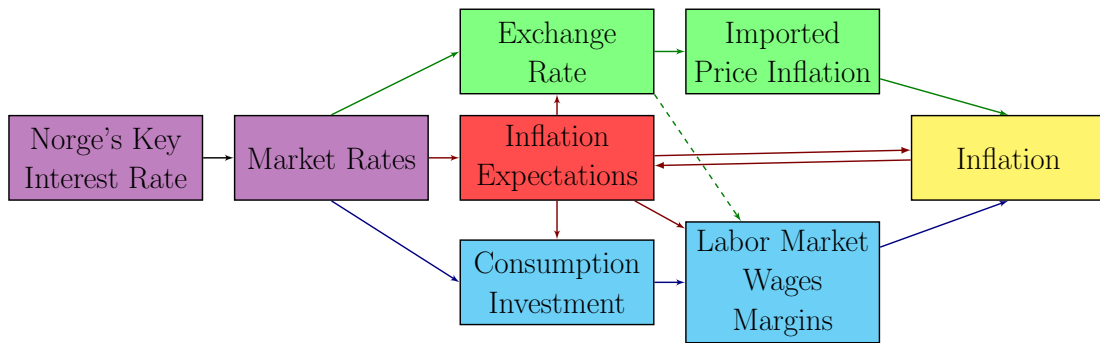 Exchange
Rate
Imported
Price Inflation
Norge's Key
Interest Rate
Market Rates
Inflation
Expectations
Inflation
Consumption
Investment
Labor Market
Wages
Margins